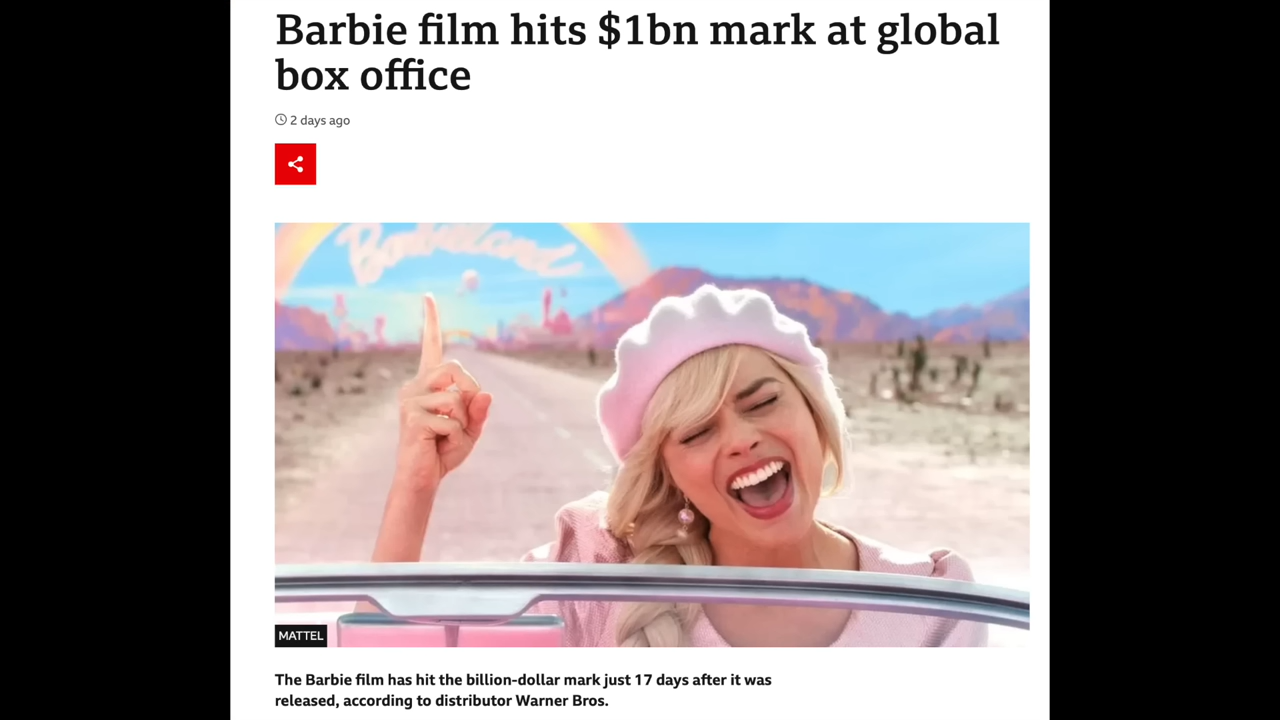 Barbie film hits $1bn mark at global
box office
2 days ago
Barbieland
MATTEL
The Barbie film has hit the billion-dollar mark just 17 days after it was
released, according to distributor Warner Bros.